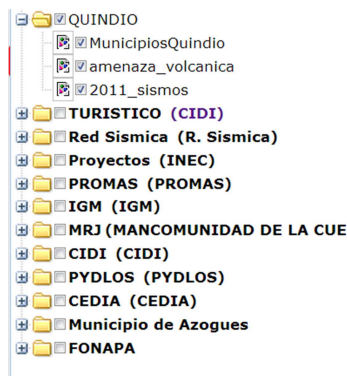 QUINDIO
MunicipiosQuindio
amenaza_volcanica
2011_sismos
TURISTICO (CIDI)
Red Sismica (R. Sismica)
Proyectos (INEC)
PROMAS (PROMAS)
IGM (IGM)
MRJ (MANCOMUNIDAD DE LA CUE
CIDI (CIDI)
PYDLOS (PYDLOS)
CEDIA (CEDIA)
Municipio de Azogues
FONAPA